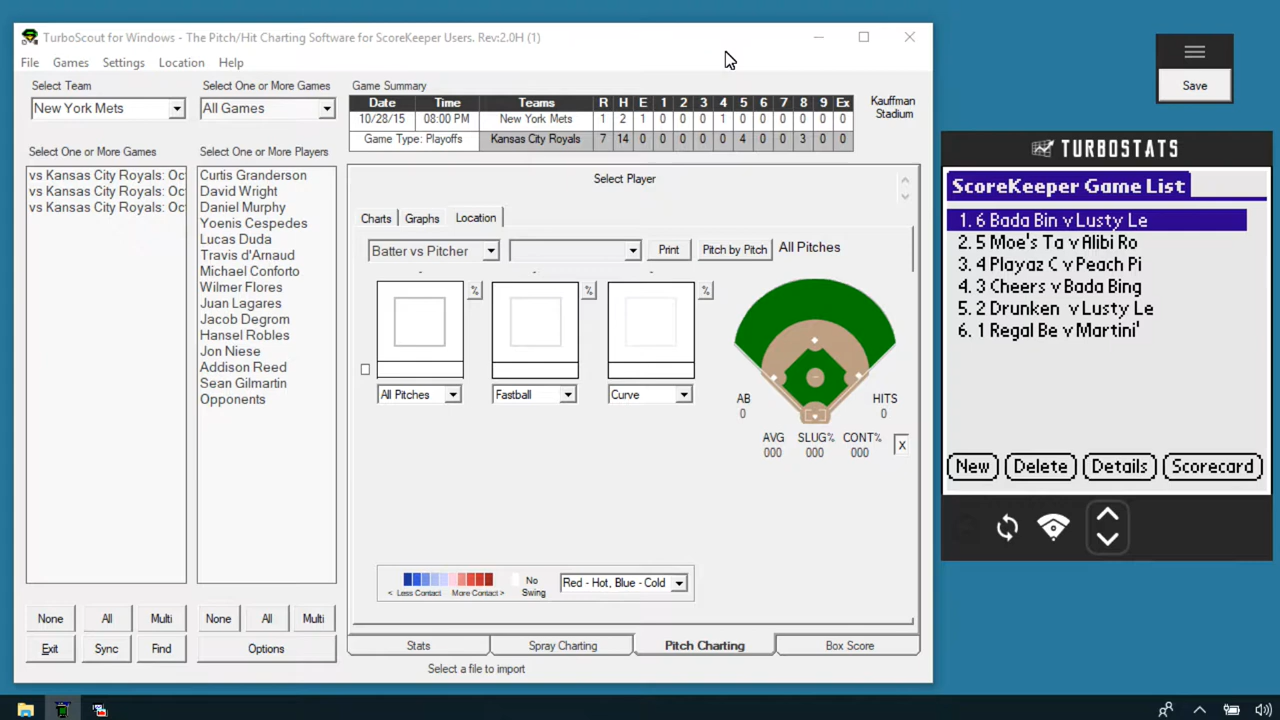 TurboScout for Windows - The Pitch/Hit Charting Software for ScoreKeeper Users. Rev:2.0H (1)
File Games Settings Location Help
Select Team
New York Mets
Select One or More Games
All Games
Select One or More Games
vs Kansas City Royals: Oc
vs Kansas City Royals: Oc
vs Kansas City Royals: Oc
Select One or More Players
Curtis Granderson
David Wright
Daniel Murphy
Yoenis Cespedes
Lucas Duda
Travis d'Arnaud
Michael Conforto
Wilmer Flores
Juan Lagares
Jacob Degrom
Hansel Robles
Jon Niese
Addison Reed
Sean Gilmartin
Opponents
None All Multi
None All Multi
Exit Sync Find
Options
Game Summary
Date Time Teams R H E 1 2 3 4 5 6 7 8 9 Ex
10/28/15 08:00 PM New York Mets 1 2 1 0 0 0 1 0 0 0 0 0 0
Game Type: Playoffs Kansas City Royals 7 14 0 0 0 0 0 4 0 0 3 0 0
Kauffman
Stadium
Select Player
Charts Graphs Location
Batter vs Pitcher Print Pitch by Pitch All Pitches
- - -
% % %
All Pitches Fastball Curve
AB HITS
0 0
AVG SLUG% CONT%
000 000 000
X
< Less Contact More Contact >
No
Swing
Red - Hot, Blue - Cold
Stats Spray Charting Pitch Charting Box Score
Select a file to import
Save
TURBOSTATS
ScoreKeeper Game List
1. 6 Bada Bin v Lusty Le
2. 5 Moe's Ta v Alibi Ro
3. 4 Playaz C v Peach Pi
4. 3 Cheers v Bada Bing
5. 2 Drunken v Lusty Le
6. 1 Regal Be v Martini'
New Delete Details Scorecard